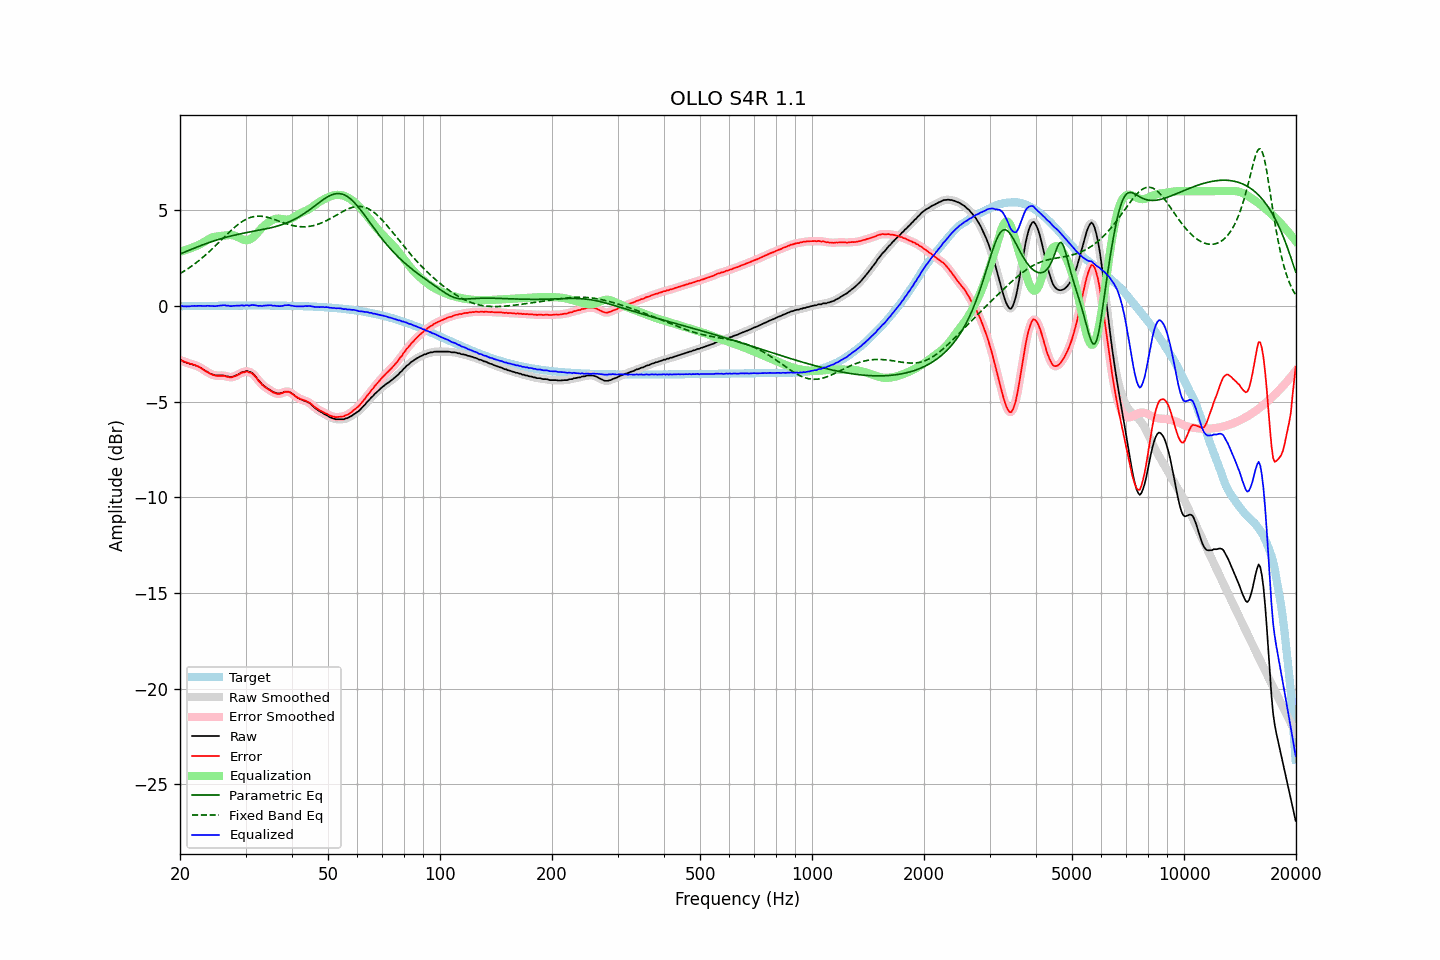 OLLO S4R 1.1
Amplitude (dBr)
5
0
−5
−10
−15
−20
−25
Target
Raw Smoothed
Error Smoothed
Raw
Error
Equalization
Parametric Eq
Fixed Band Eq
Equalized
20 50 100 200 500 1000 2000 5000 10000 20000
Frequency (Hz)